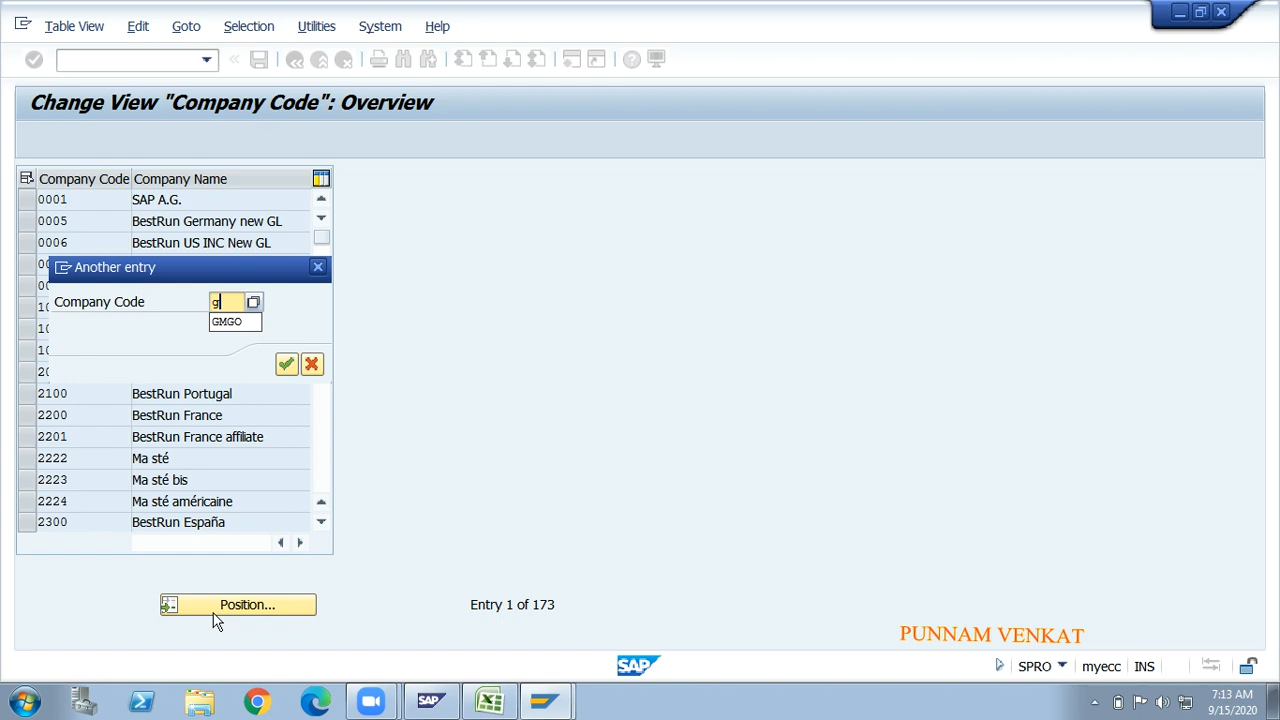 Table View Edit Goto Selection Utilities System Help
Change View "Company Code": Overview
Company Code Company Name
0001 SAP A.G.
0005 BestRun Germany new GL
0006 BestRun US INC New GL
Another entry
Company Code g
GMGO
2100 BestRun Portugal
2200 BestRun France
2201 BestRun France affiliate
2222 Ma sté
2223 Ma sté bis
2224 Ma sté américaine
2300 BestRun España
Position... Entry 1 of 173
PUNNAM VENKAT
SAP SPRO myecc INS
SAP
7:13 AM
9/15/2020